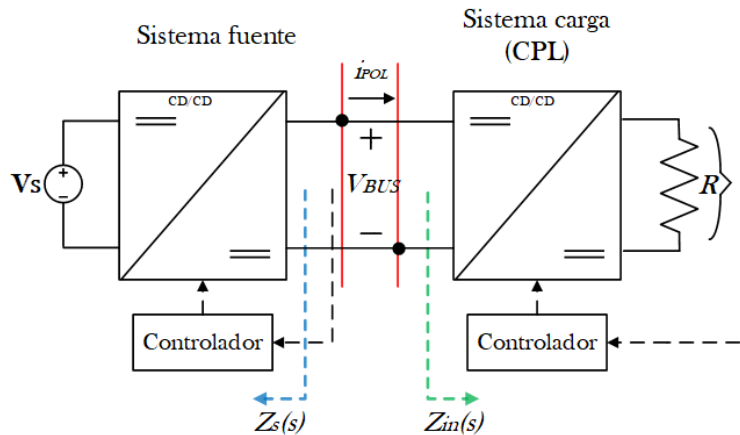 Sistema fuente
Sistema carga
(CPL)
iPOL
CD/CD
CD/CD
Vs
+
−
+
VBUS
−
R
Controlador
Controlador
Zs(s)
Zin(s)